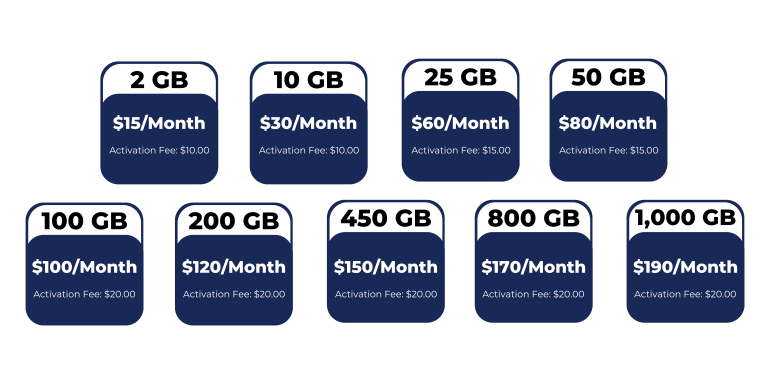 2 GB
$15/Month
Activation Fee: $10.00
10 GB
$30/Month
Activation Fee: $10.00
25 GB
$60/Month
Activation Fee: $15.00
50 GB
$80/Month
Activation Fee: $15.00
100 GB
$100/Month
Activation Fee: $20.00
200 GB
$120/Month
Activation Fee: $20.00
450 GB
$150/Month
Activation Fee: $20.00
800 GB
$170/Month
Activation Fee: $20.00
1,000 GB
$190/Month
Activation Fee: $20.00